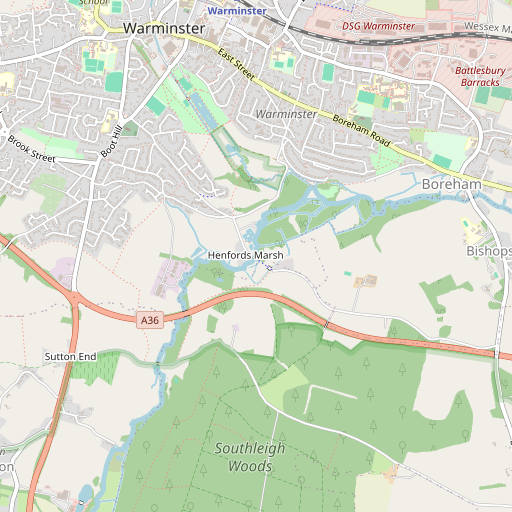 School
Warminster
Warminster
DSG Warminster
Wessex Ma
East Street
Battlesbury
Barracks
Warminster
Boreham Road
Boot Hill
Brook Street
Boreham
Henfords Marsh
Bishops
A36
Sutton End
Southleigh
Woods
on